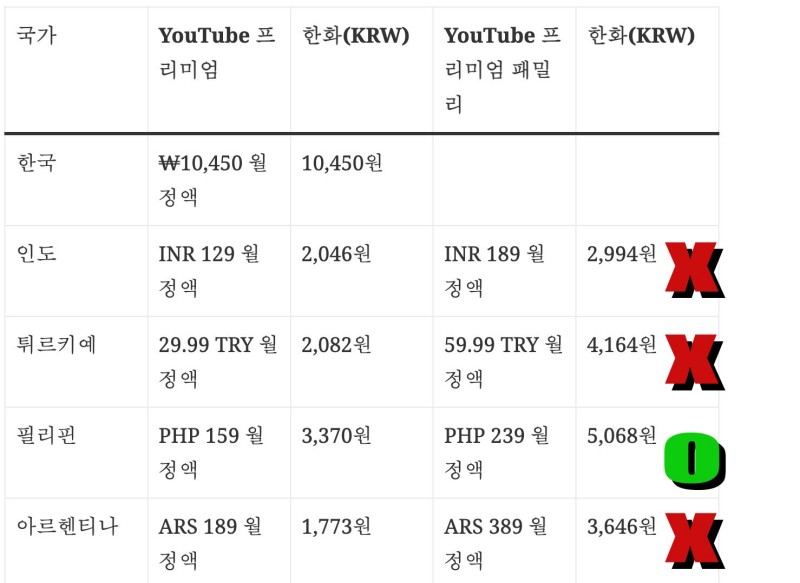 국가 YouTube 프 한화(KRW) YouTube 프 한화(KRW)
리미엄 리미엄 패밀
리
한국 ₩10,450 월 10,450원
정액
인도 INR 129 월 2,046원 INR 189 월 2,994원 X
정액 정액
튀르키예 29.99 TRY 월 2,082원 59.99 TRY 월 4,164원 X
정액 정액
필리핀 PHP 159 월 3,370원 PHP 239 월 5,068원 O
정액 정액
아르헨티나 ARS 189 월 1,773원 ARS 389 월 3,646원 X
정액 정액